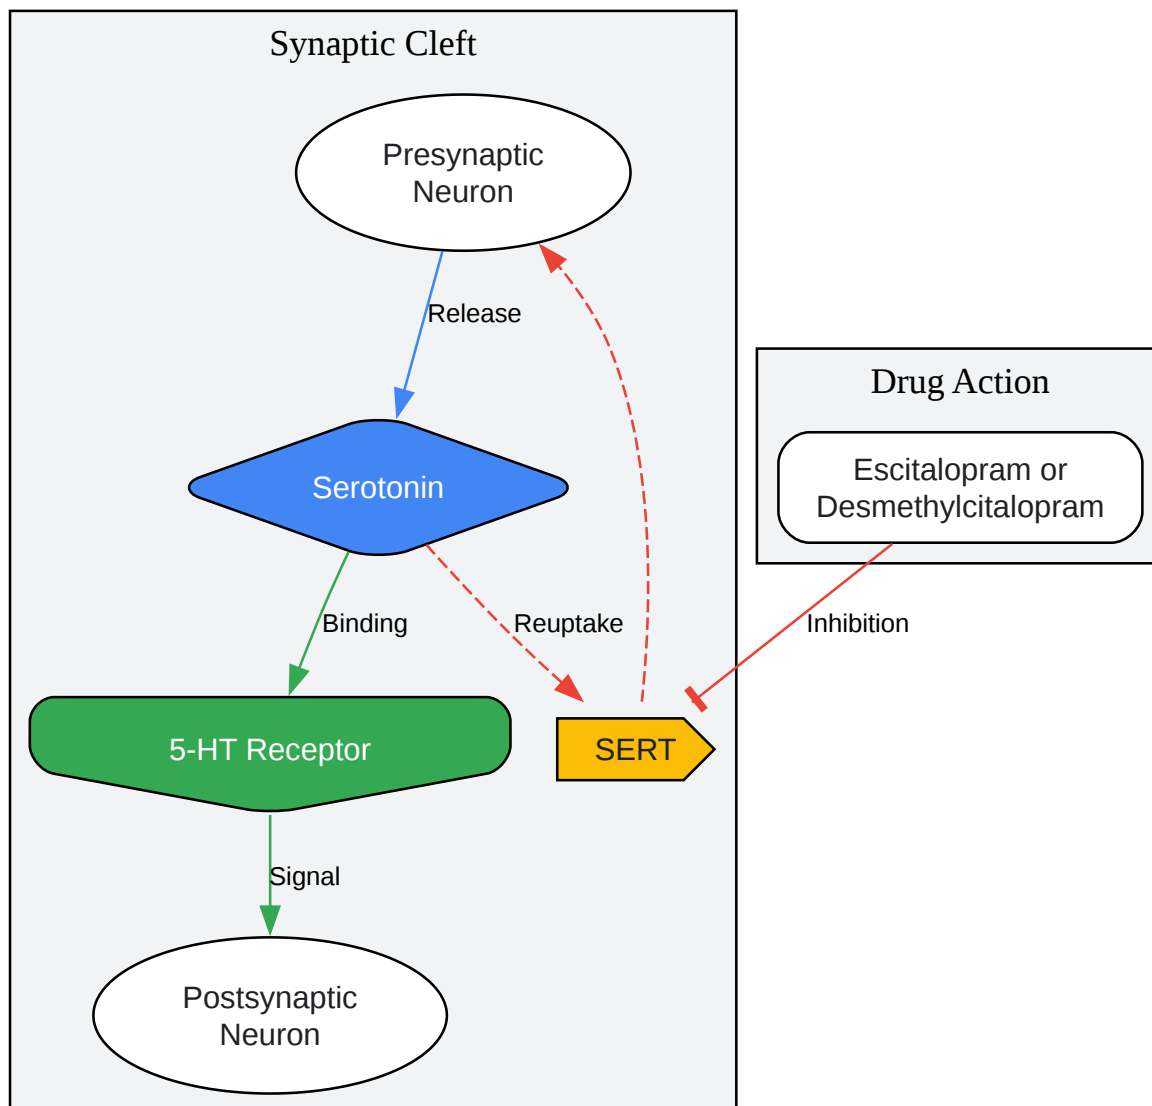 Synaptic Cleft
Presynaptic
Neuron
Release
Drug Action
Escitalopram or
Desmethylcitalopram
Serotonin
Binding
Reuptake
Inhibition
5-HT Receptor
SERT
Signal
Postsynaptic
Neuron